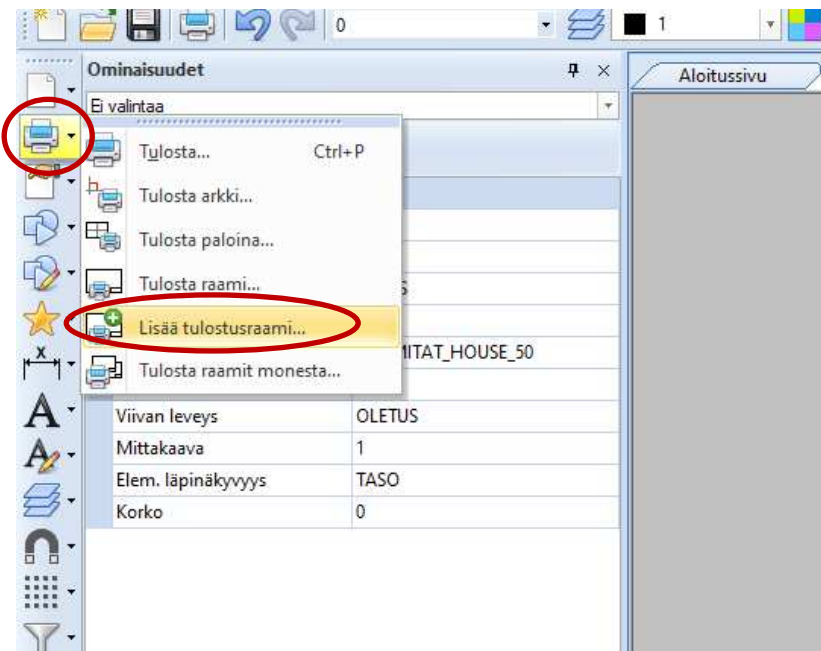 0 1
Ominaisuudet Aloitussivu
Ei valintaa
Tulosta... Ctrl+P
Tulosta arkki...
Tulosta paloina...
Tulosta raami...
Lisää tulostusraami...
ITAT_HOUSE_50
Tulosta raamit monesta...
Viivan leveys OLETUS
Mittakaava 1
Elem. läpinäkyvyys TASO
Korko 0